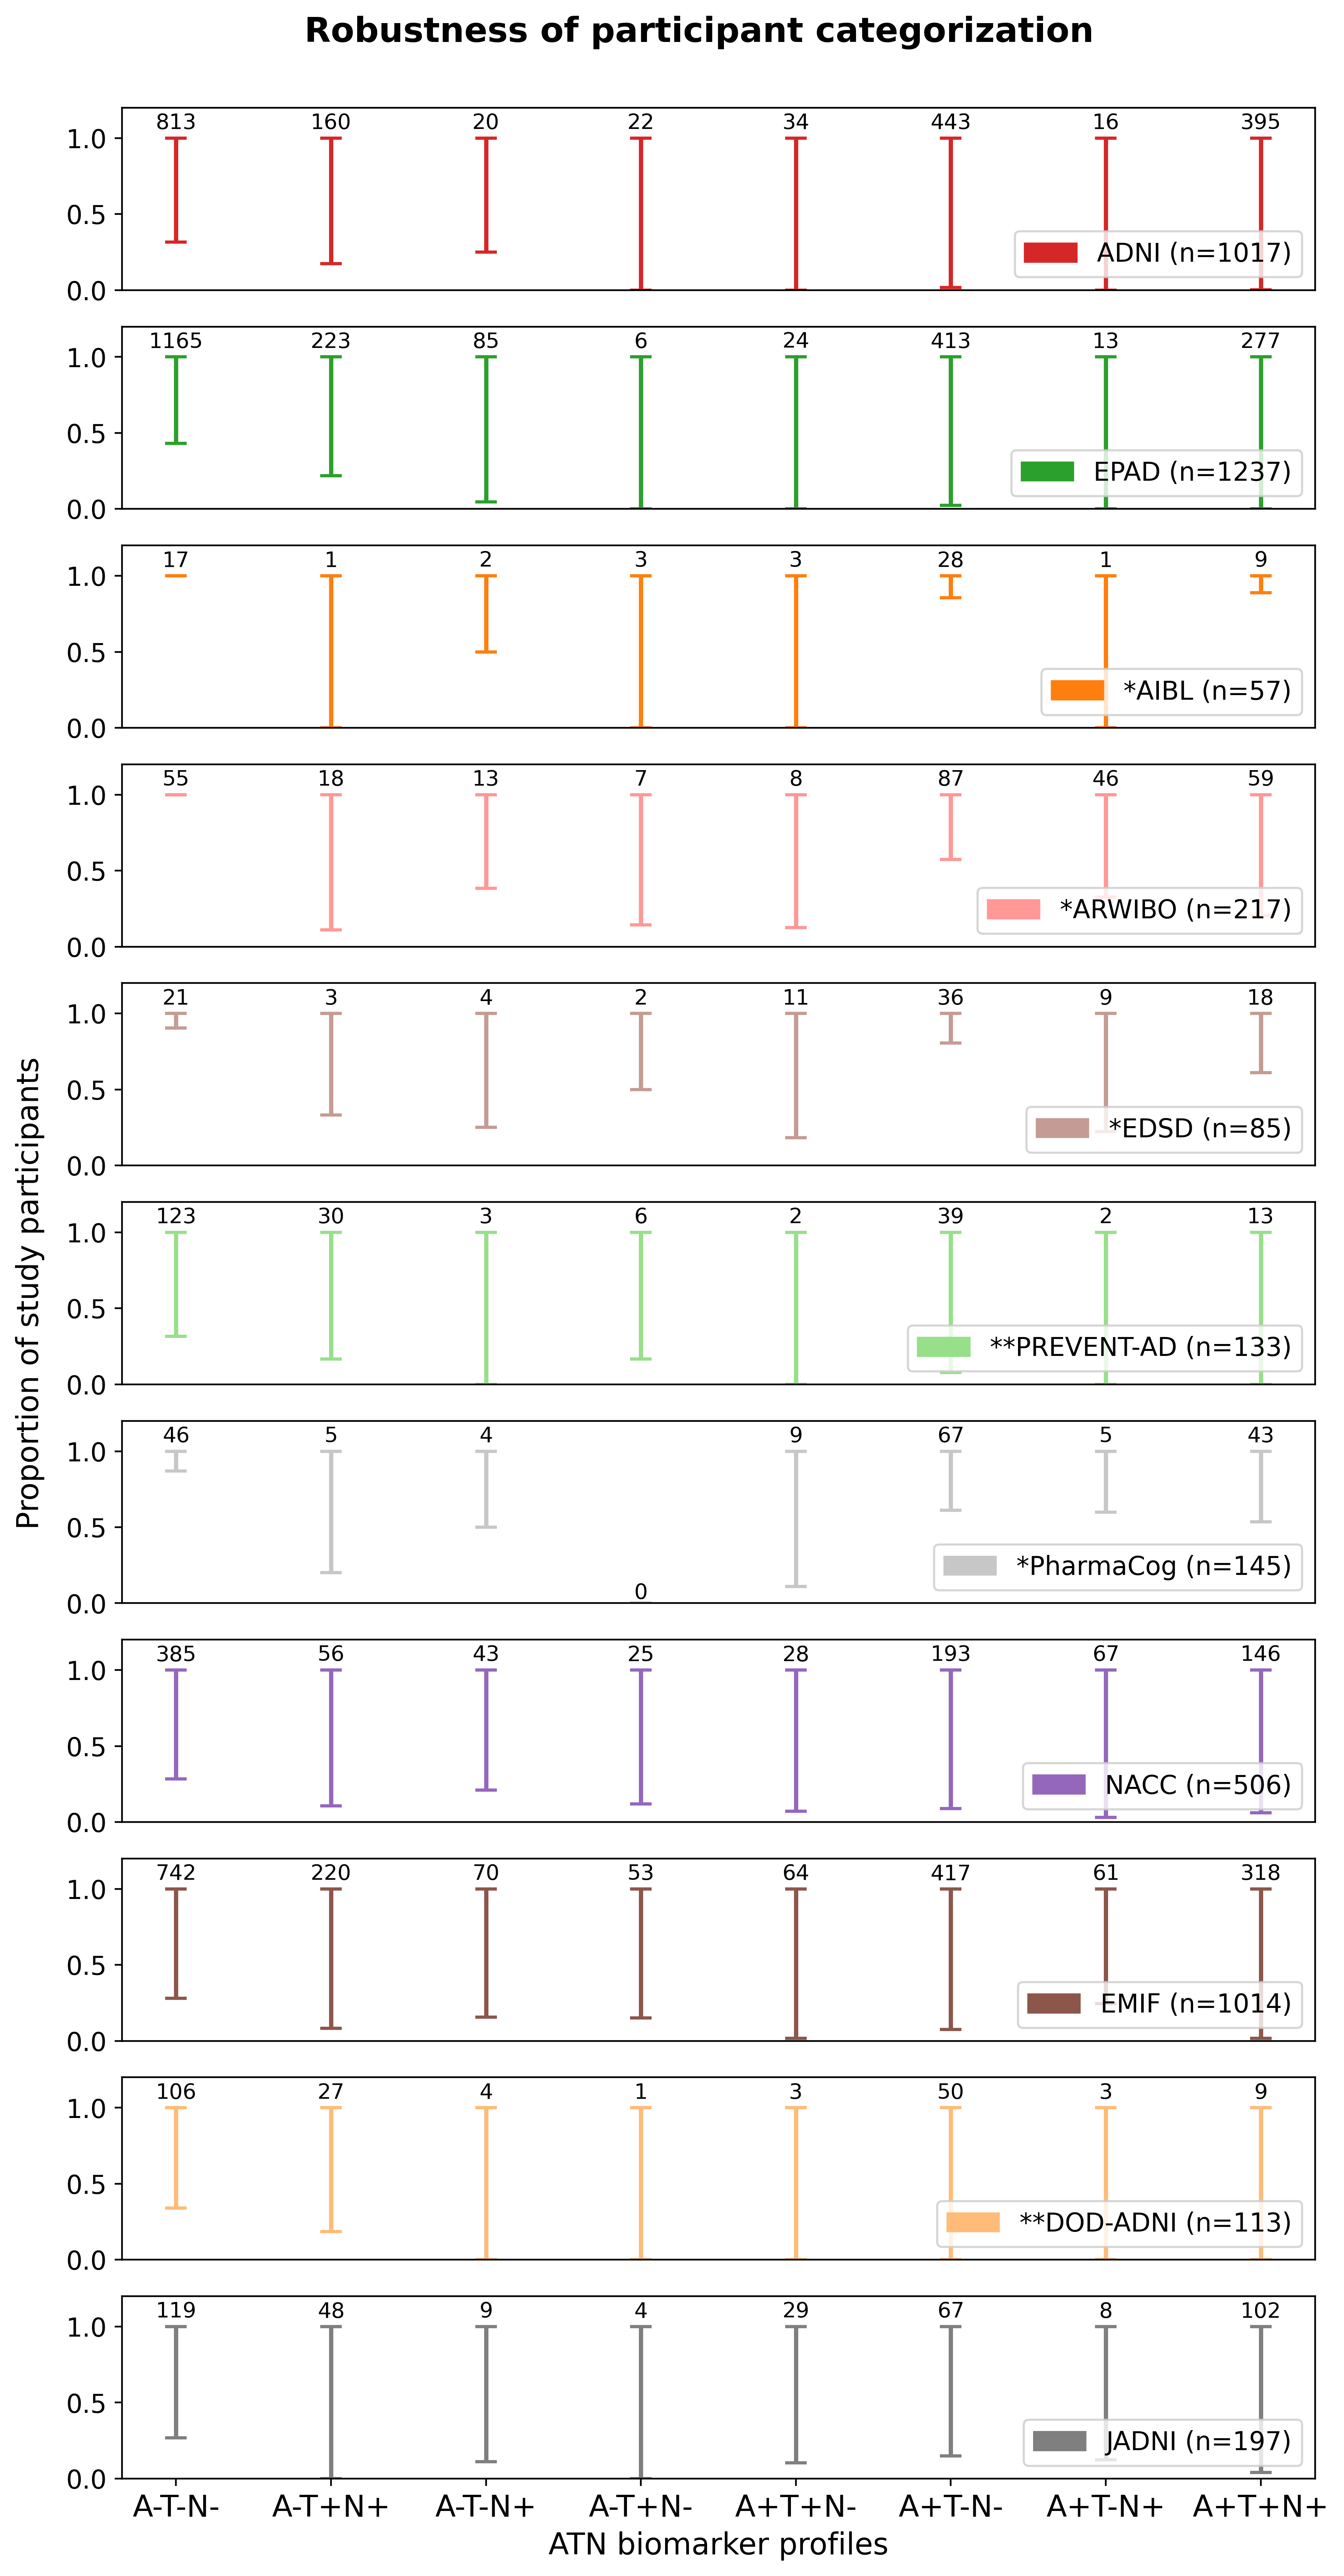 Robustness of participant categorization
813 160 20 22 34 443 16 395
1.0
0.5
0.0
ADNI (n=1017)
1165 223 85 6 24 413 13 277
1.0
0.5
0.0
EPAD (n=1237)
17 1 2 3 3 28 1 9
1.0
0.5
0.0
*AIBL (n=57)
55 18 13 7 8 87 46 59
1.0
0.5
0.0
*ARWIBO (n=217)
21 3 4 2 11 36 9 18
1.0
0.5
0.0
*EDSD (n=85)
Proportion of study participants
123 30 3 6 2 39 2 13
1.0
0.5
0.0
**PREVENT-AD (n=133)
46 5 4 9 67 5 43
1.0
0.5
0.0
0
*PharmaCog (n=145)
385 56 43 25 28 193 67 146
1.0
0.5
0.0
NACC (n=506)
742 220 70 53 64 417 61 318
1.0
0.5
0.0
EMIF (n=1014)
106 27 4 1 3 50 3 9
1.0
0.5
0.0
**DOD-ADNI (n=113)
119 48 9 4 29 67 8 102
1.0
0.5
0.0
JADNI (n=197)
A-T-N- A-T+N+ A-T-N+ A-T+N- A+T+N- A+T-N- A+T-N+ A+T+N+
ATN biomarker profiles